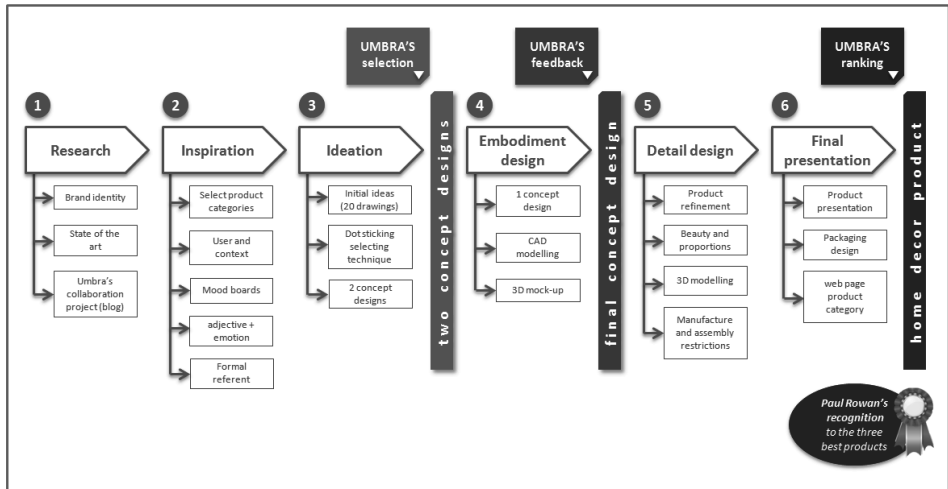 UMBRA'S
selection
UMBRA'S
feedback
UMBRA'S
ranking
1
Research
Brand identity
State of the
art
Umbra's
collaboration
project (blog)
2
Inspiration
Select product
categories
User and
context
Mood boards
adjective +
emotion
Formal
referent
3
Ideation
Initial ideas
(20 drawings)
Dot sticking
selecting
technique
2 concept
designs
two concept designs
4
Embodiment
design
1 concept
design
CAD
modelling
3D mock-up
final concept design
5
Detail design
Product
refinement
Beauty and
proportions
3D modelling
Manufacture
and assembly
restrictions
6
Final
presentation
Product
presentation
Packaging
design
web page
product
category
home decor product
Paul Rowan's
recognition
to the three
best products